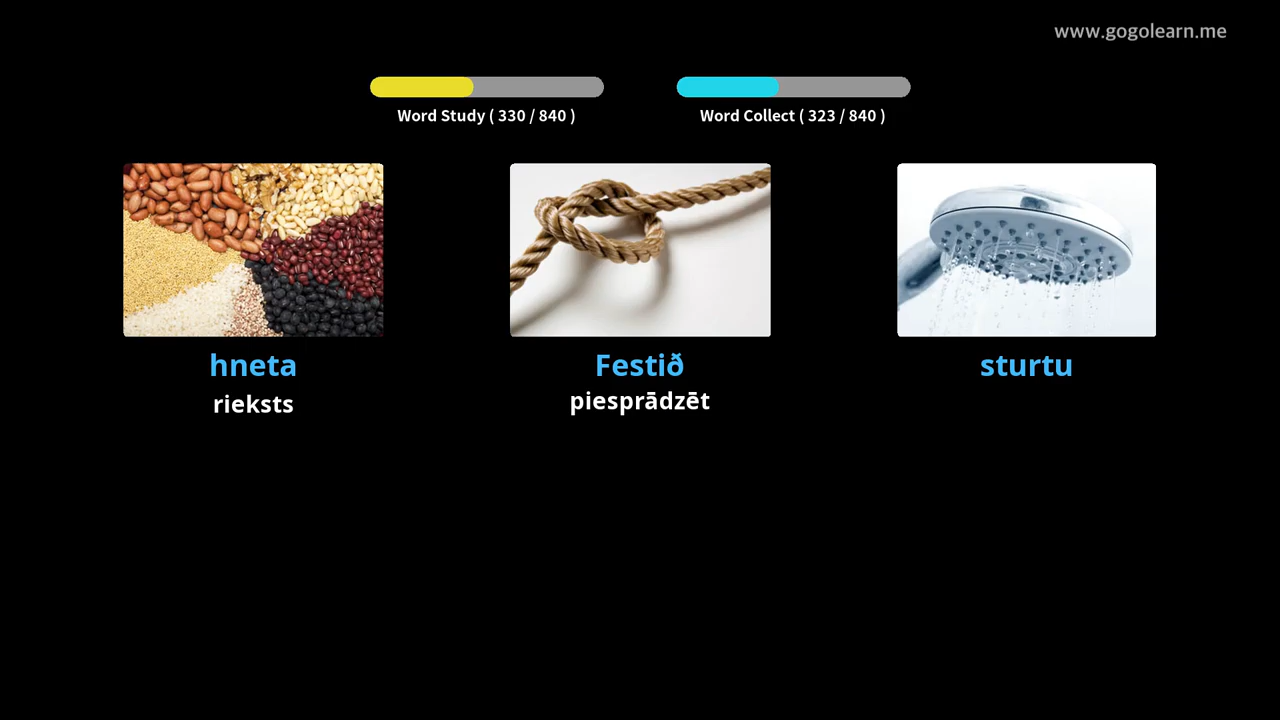 www.gogolearn.me
Word Study ( 330 / 840 )
Word Collect ( 323 / 840 )
hneta
Festið
sturtu
rieksts
piesprādzēt